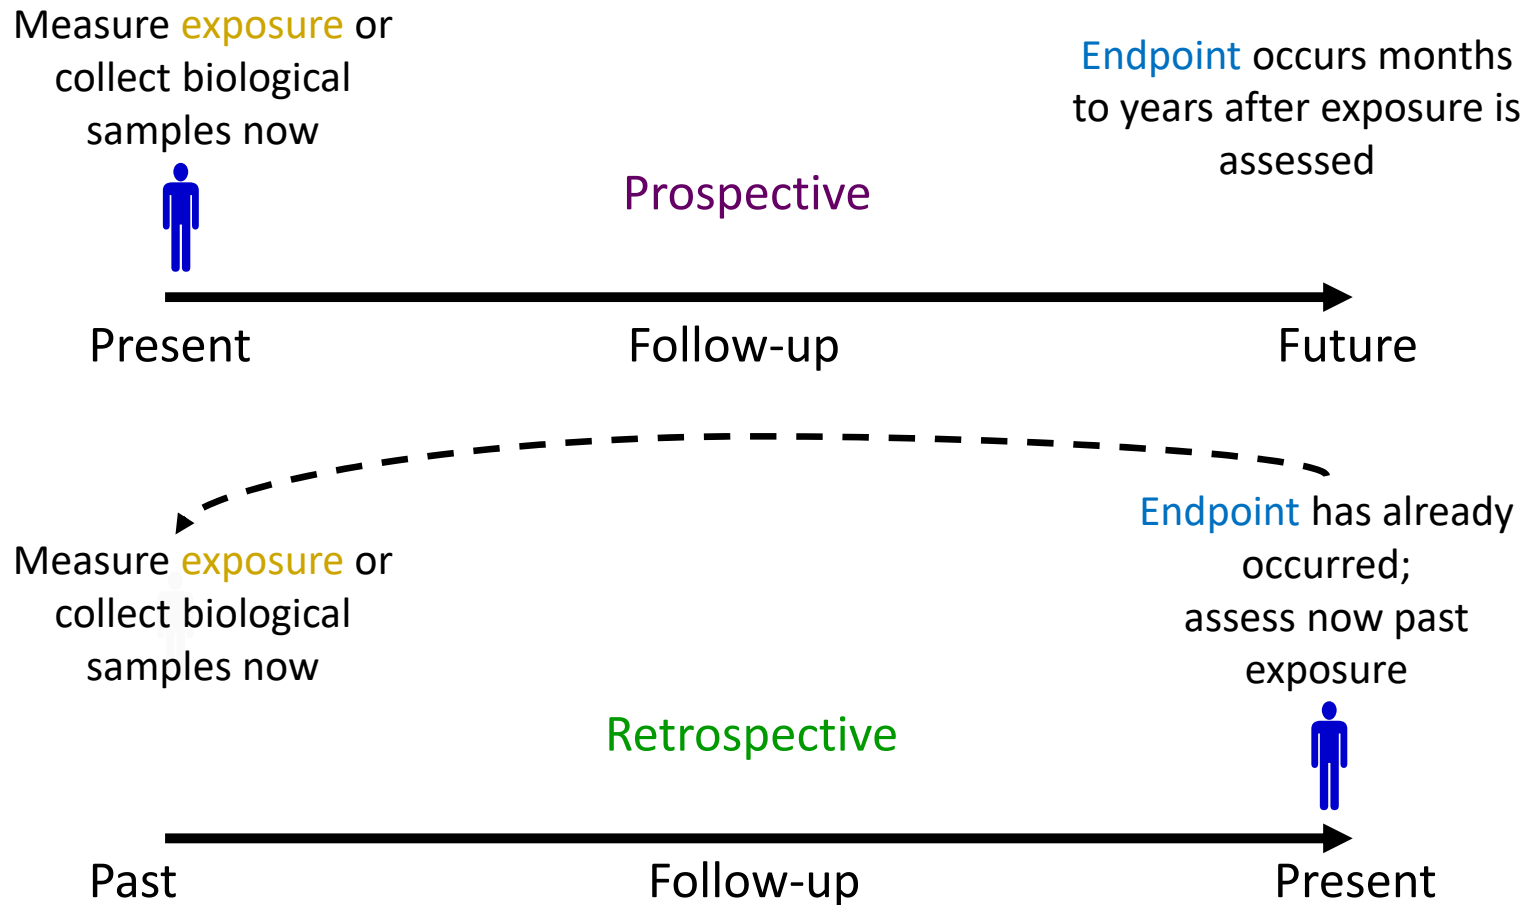 Measure exposure or
collect biological
samples now
Endpoint occurs months
to years after exposure is
assessed
Prospective
Present
Follow-up
Future
Measure exposure or
collect biological
samples now
Endpoint has already
occurred;
assess now past
exposure
Retrospective
Past
Follow-up
Present